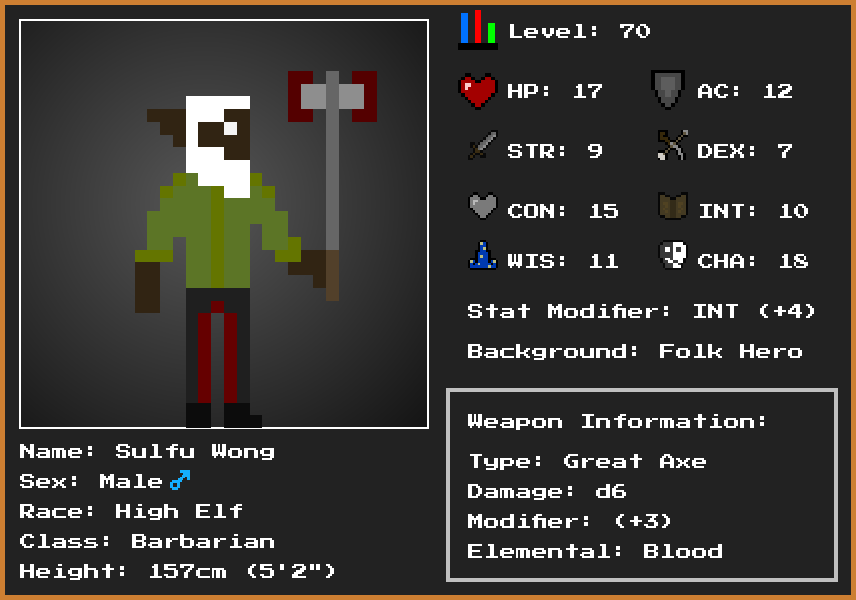 Level: 70
HP: 17 AC: 12
STR: 9 DEX: 7
CON: 15 INT: 10
WIS: 11 CHA: 18
Stat Modifier: INT (+4)
Background: Folk Hero
Weapon Information:
Type: Great Axe
Damage: d6
Modifier: (+3)
Elemental: Blood
Name: Sulfu Wong
Sex: Male ♂
Race: High Elf
Class: Barbarian
Height: 157cm (5'2")